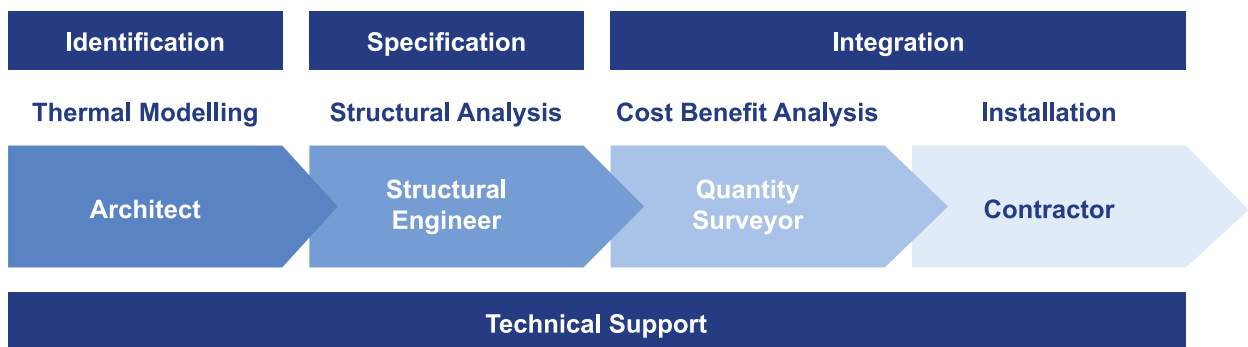 Identification
Specification
Integration
Thermal Modelling
Structural Analysis
Cost Benefit Analysis
Installation
Architect
Structural
Engineer
Quantity
Surveyor
Contractor
Technical Support